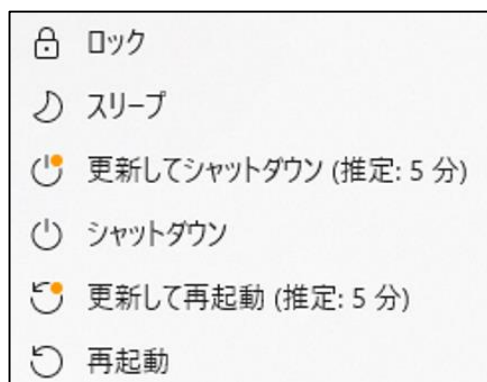 ロック
スリープ
更新してシャットダウン (推定: 5 分)
シャットダウン
更新して再起動 (推定: 5 分)
再起動